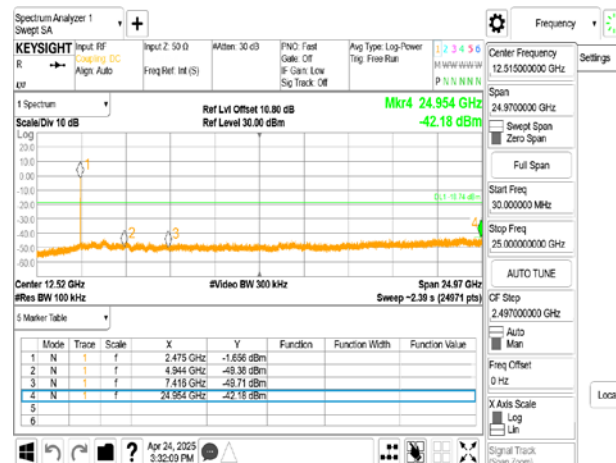 Spectrum Analyzer 1
Swept SA
Frequency
Settings
KEYSIGHT
Input: RF
Coupling: DC
Align: Auto
Input Z: 50 Ω
Freq Ref: Int (S)
#Atten: 30 dB
PNO: Fast
Gate: Off
IF Gain: Low
Sig Track: Off
Avg Type: Log-Power
Trig: Free Run
1 2 3 4 5 6
M W W W W W
P N N N N N
R
LXI
1 Spectrum
Scale/Div 10 dB
Ref Lvl Offset 10.80 dB
Ref Level 30.00 dBm
Mkr4 24.954 GHz
-42.18 dBm
Log
20.0
10.0
0.00
-10.0
-20.0
-30.0
-40.0
-50.0
-60.0
1
2
3
4
Center 12.52 GHz
#Res BW 100 kHz
#Video BW 300 kHz
Span 24.97 GHz
Sweep ~2.39 s (24971 pts)
5 Marker Table
Mode Trace Scale X Y Function Function Width Function Value
1 N 1 f 2.475 GHz -1.656 dBm
2 N 1 f 4.944 GHz -49.38 dBm
3 N 1 f 7.416 GHz -49.71 dBm
4 N 1 f 24.954 GHz -42.18 dBm
5
6
Apr 24, 2025
3:32:09 PM
Center Frequency
12.515000000 GHz
Span
24.9700000 GHz
Swept Span
Zero Span
Full Span
Start Freq
30.000000 MHz
Stop Freq
25.000000000 GHz
AUTO TUNE
CF Step
2.497000000 GHz
Auto
Man
Freq Offset
0 Hz
X Axis Scale
Log
Lin
Signal Track
(Span Zoom)